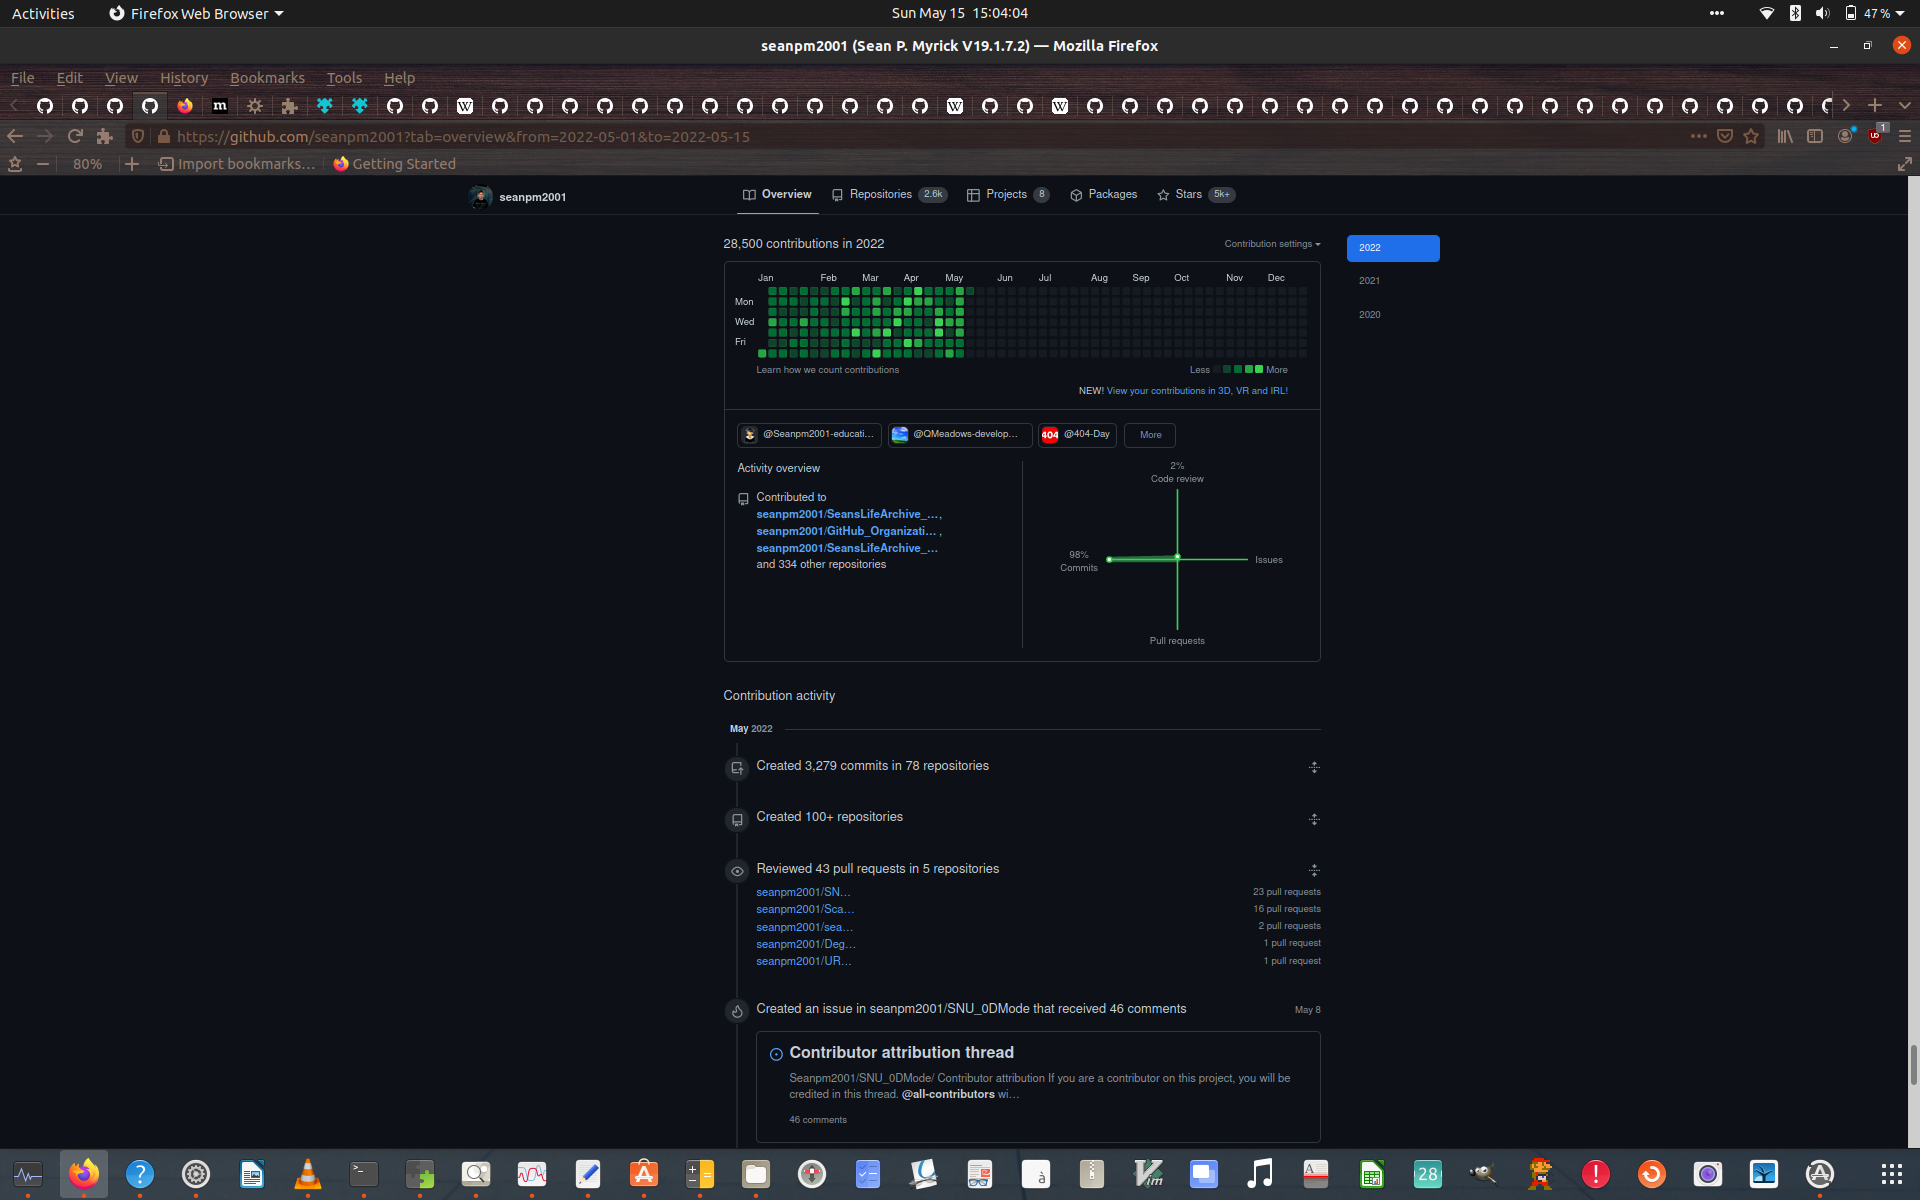 Activities
Firefox Web Browser
Sun May 15 15:04:04
47 %
seanpm2001 (Sean P. Myrick V19.1.7.2) — Mozilla Firefox
File Edit View History Bookmarks Tools Help
https://github.com/seanpm2001?tab=overview&from=2022-05-01&to=2022-05-15
1
80%
Import bookmarks…
Getting Started
seanpm2001
Overview
Repositories 2.6k
Projects 8
Packages
Stars 5k+
28,500 contributions in 2022
Contribution settings
2022
2021
2020
Jan Feb Mar Apr May Jun Jul Aug Sep Oct Nov Dec
Mon
Wed
Fri
Learn how we count contributions
Less More
NEW! View your contributions in 3D, VR and IRL!
@Seanpm2001-educati…
@QMeadows-develop…
404 @404-Day
More
Activity overview
Contributed to
seanpm2001/SeansLifeArchive_… ,
seanpm2001/GitHub_Organizati… ,
seanpm2001/SeansLifeArchive_…
and 334 other repositories
2%
Code review
98%
Commits
Issues
Pull requests
Contribution activity
May 2022
Created 3,279 commits in 78 repositories
Created 100+ repositories
Reviewed 43 pull requests in 5 repositories
seanpm2001/SN… 23 pull requests
seanpm2001/Sca… 16 pull requests
seanpm2001/sea… 2 pull requests
seanpm2001/Deg… 1 pull request
seanpm2001/UR… 1 pull request
Created an issue in seanpm2001/SNU_0DMode that received 46 comments
May 8
Contributor attribution thread
Seanpm2001/SNU_0DMode/ Contributor attribution If you are a contributor on this project, you will be
credited in this thread. @all-contributors wi…
46 comments
28